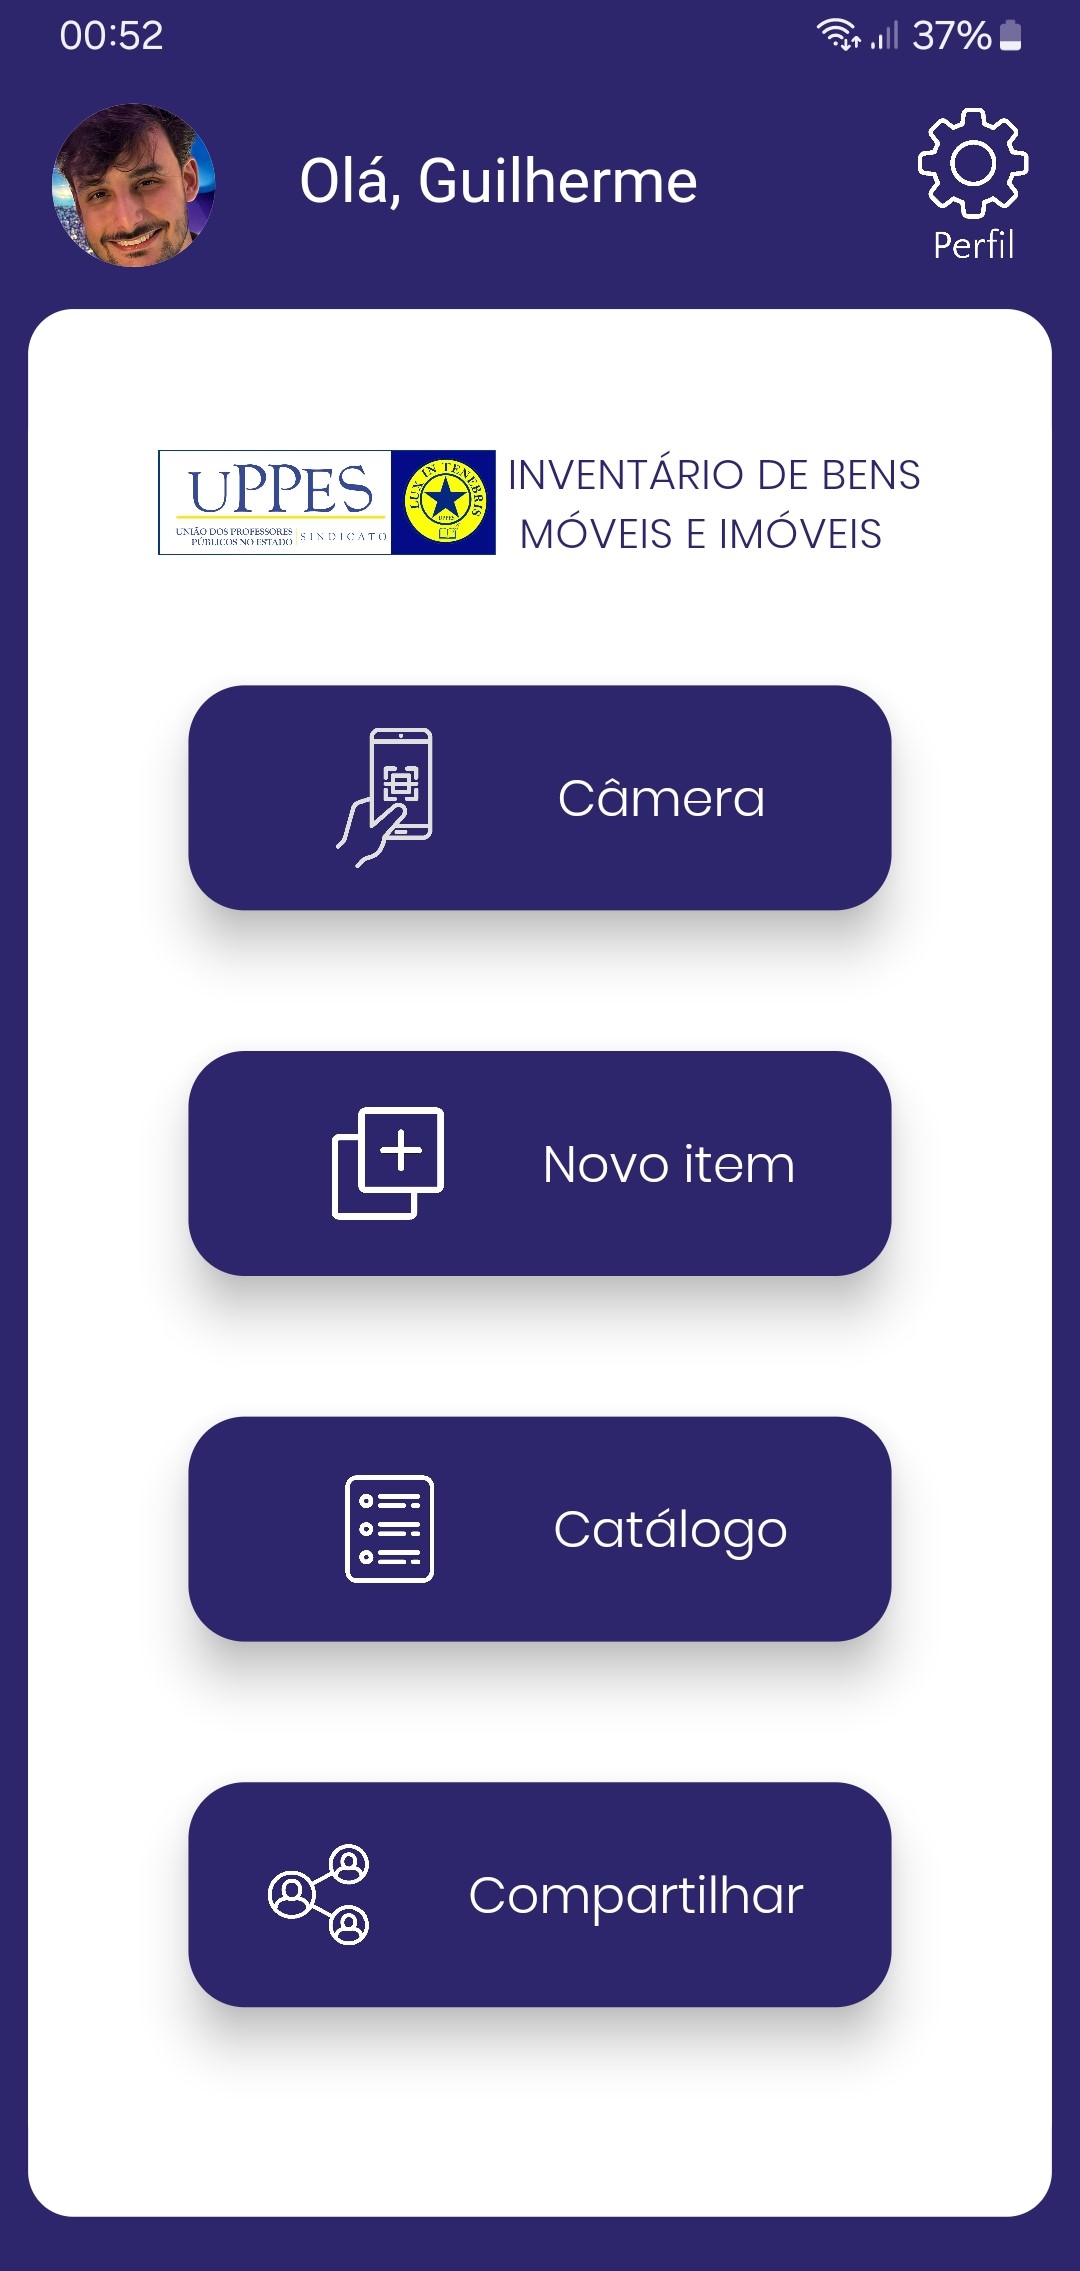 00:52
37%
Olá, Guilherme
Perfil
UPPES
UNIÃO DOS PROFESSORES
PÚBLICOS NO ESTADO
SINDICATO
LUX IN TENEBRIS
UPPES
INVENTÁRIO DE BENS
MÓVEIS E IMÓVEIS
Câmera
Novo item
Catálogo
Compartilhar